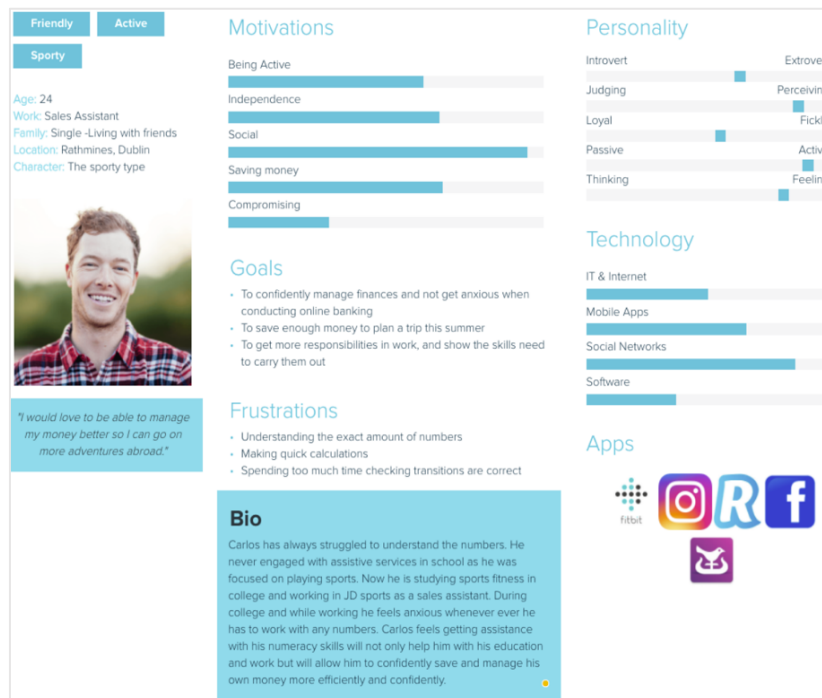 Friendly
Active
Sporty
Age: 24
Work: Sales Assistant
Family: Single -Living with friends
Location: Rathmines, Dublin
Character: The sporty type
"I would love to be able to manage
my money better so I can go on
more adventures abroad."
Motivations
Being Active
Independence
Social
Saving money
Compromising
Goals
• To confidently manage finances and not get anxious when
conducting online banking
• To save enough money to plan a trip this summer
• To get more responsibilities in work, and show the skills need
to carry them out
Frustrations
• Understanding the exact amount of numbers
• Making quick calculations
• Spending too much time checking transitions are correct
Bio
Carlos has always struggled to understand the numbers. He
never engaged with assistive services in school as he was
focused on playing sports. Now he is studying sports fitness in
college and working in JD sports as a sales assistant. During
college and while working he feels anxious whenever ever he
has to work with any numbers. Carlos feels getting assistance
with his numeracy skills will not only help him with his education
and work but will allow him to confidently save and manage his
own money more efficiently and confidently.
Personality
Introvert Extrove
Judging Perceivin
Loyal Fickl
Passive Activ
Thinking Feelin
Technology
IT & Internet
Mobile Apps
Social Networks
Software
Apps
fitbit
R
f